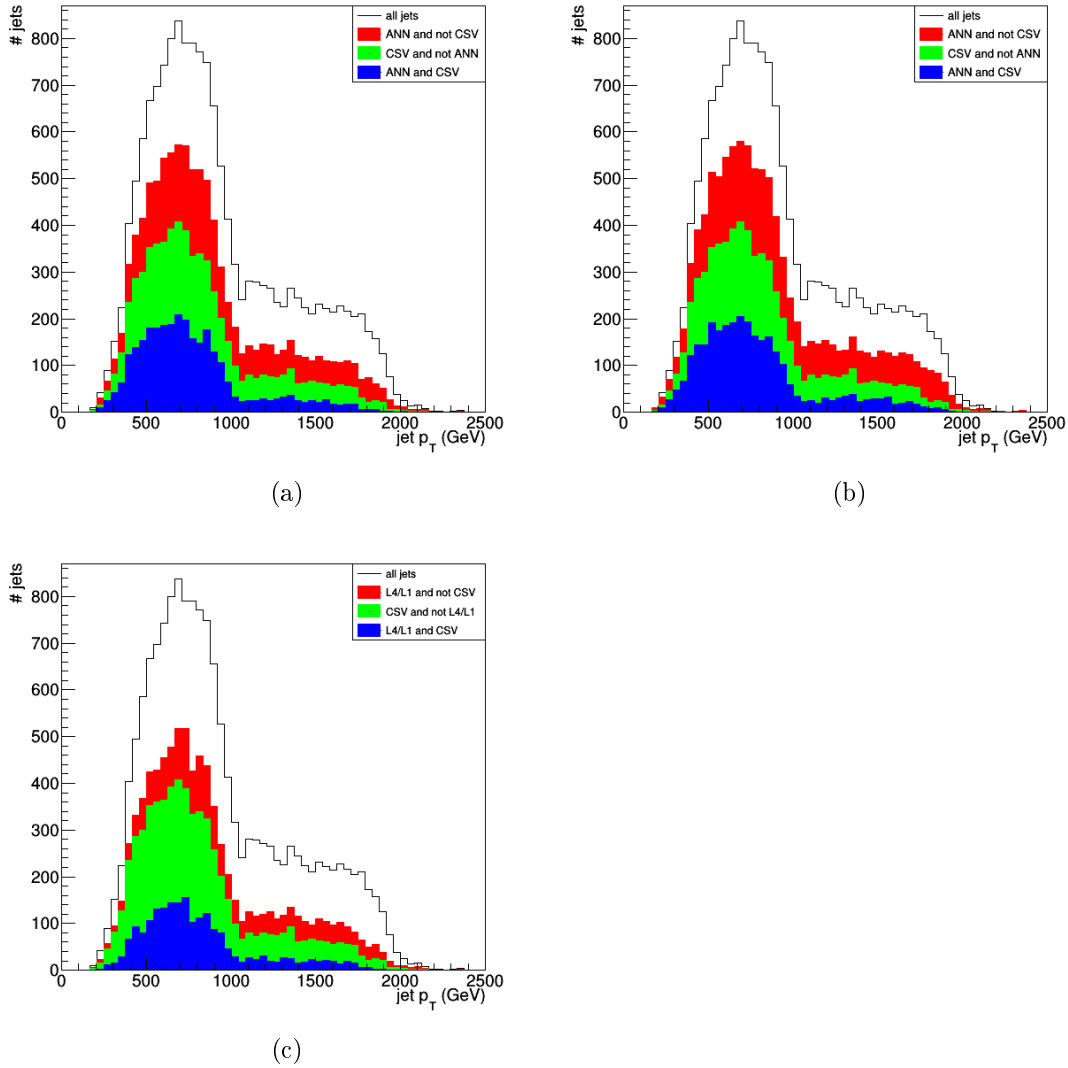 # jets
800
700
600
500
400
300
200
100
0
0 500 1000 1500 2000 2500
jet p_T (GeV)
all jets
ANN and not CSV
CSV and not ANN
ANN and CSV
(a)
# jets
800
700
600
500
400
300
200
100
0
0 500 1000 1500 2000 2500
jet p_T (GeV)
all jets
ANN and not CSV
CSV and not ANN
ANN and CSV
(b)
# jets
800
700
600
500
400
300
200
100
0
0 500 1000 1500 2000 2500
jet p_T (GeV)
all jets
L4/L1 and not CSV
CSV and not L4/L1
L4/L1 and CSV
(c)